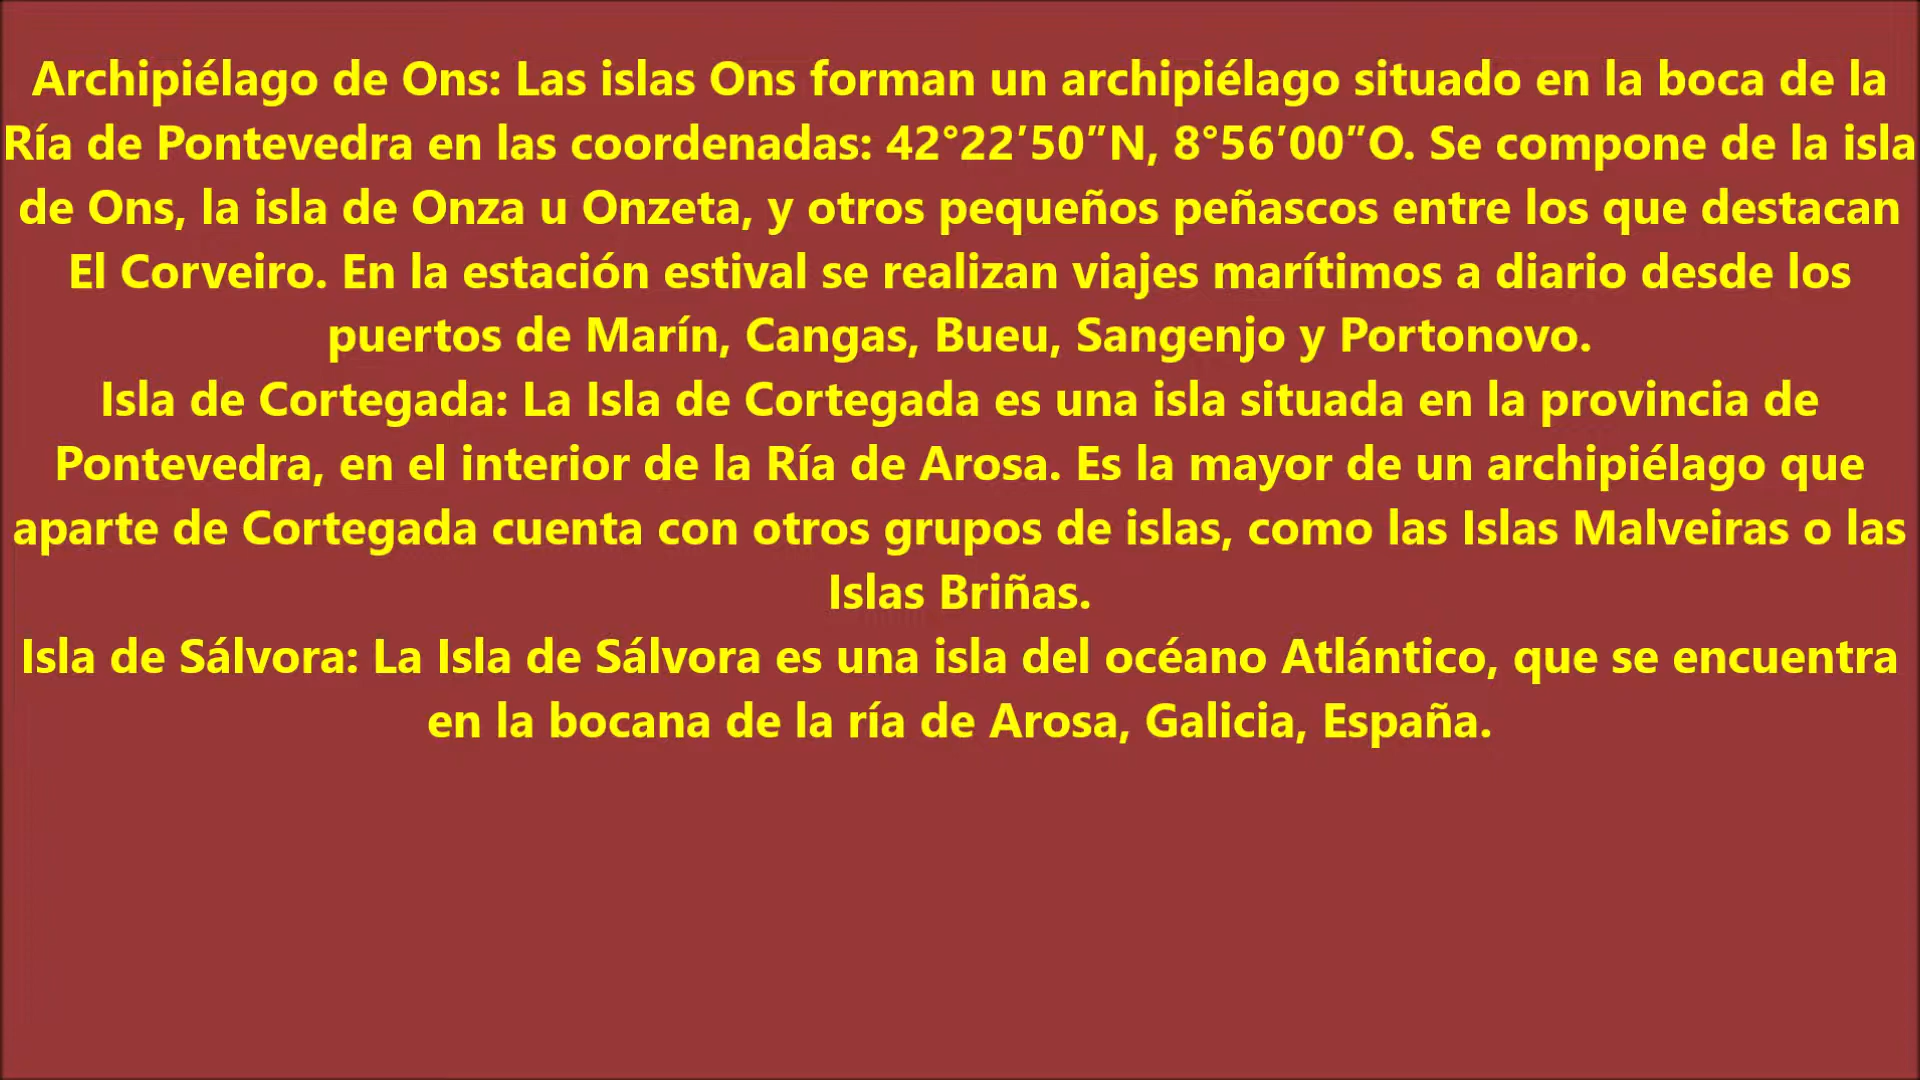 Archipiélago de Ons: Las islas Ons forman un archipiélago situado en la boca de la
Ría de Pontevedra en las coordenadas: 42°22′50″N, 8°56′00″O. Se compone de la isla
de Ons, la isla de Onza u Onzeta, y otros pequeños peñascos entre los que destacan
El Corveiro. En la estación estival se realizan viajes marítimos a diario desde los
puertos de Marín, Cangas, Bueu, Sangenjo y Portonovo.
Isla de Cortegada: La Isla de Cortegada es una isla situada en la provincia de
Pontevedra, en el interior de la Ría de Arosa. Es la mayor de un archipiélago que
aparte de Cortegada cuenta con otros grupos de islas, como las Islas Malveiras o las
Islas Briñas.
Isla de Sálvora: La Isla de Sálvora es una isla del océano Atlántico, que se encuentra
en la bocana de la ría de Arosa, Galicia, España.